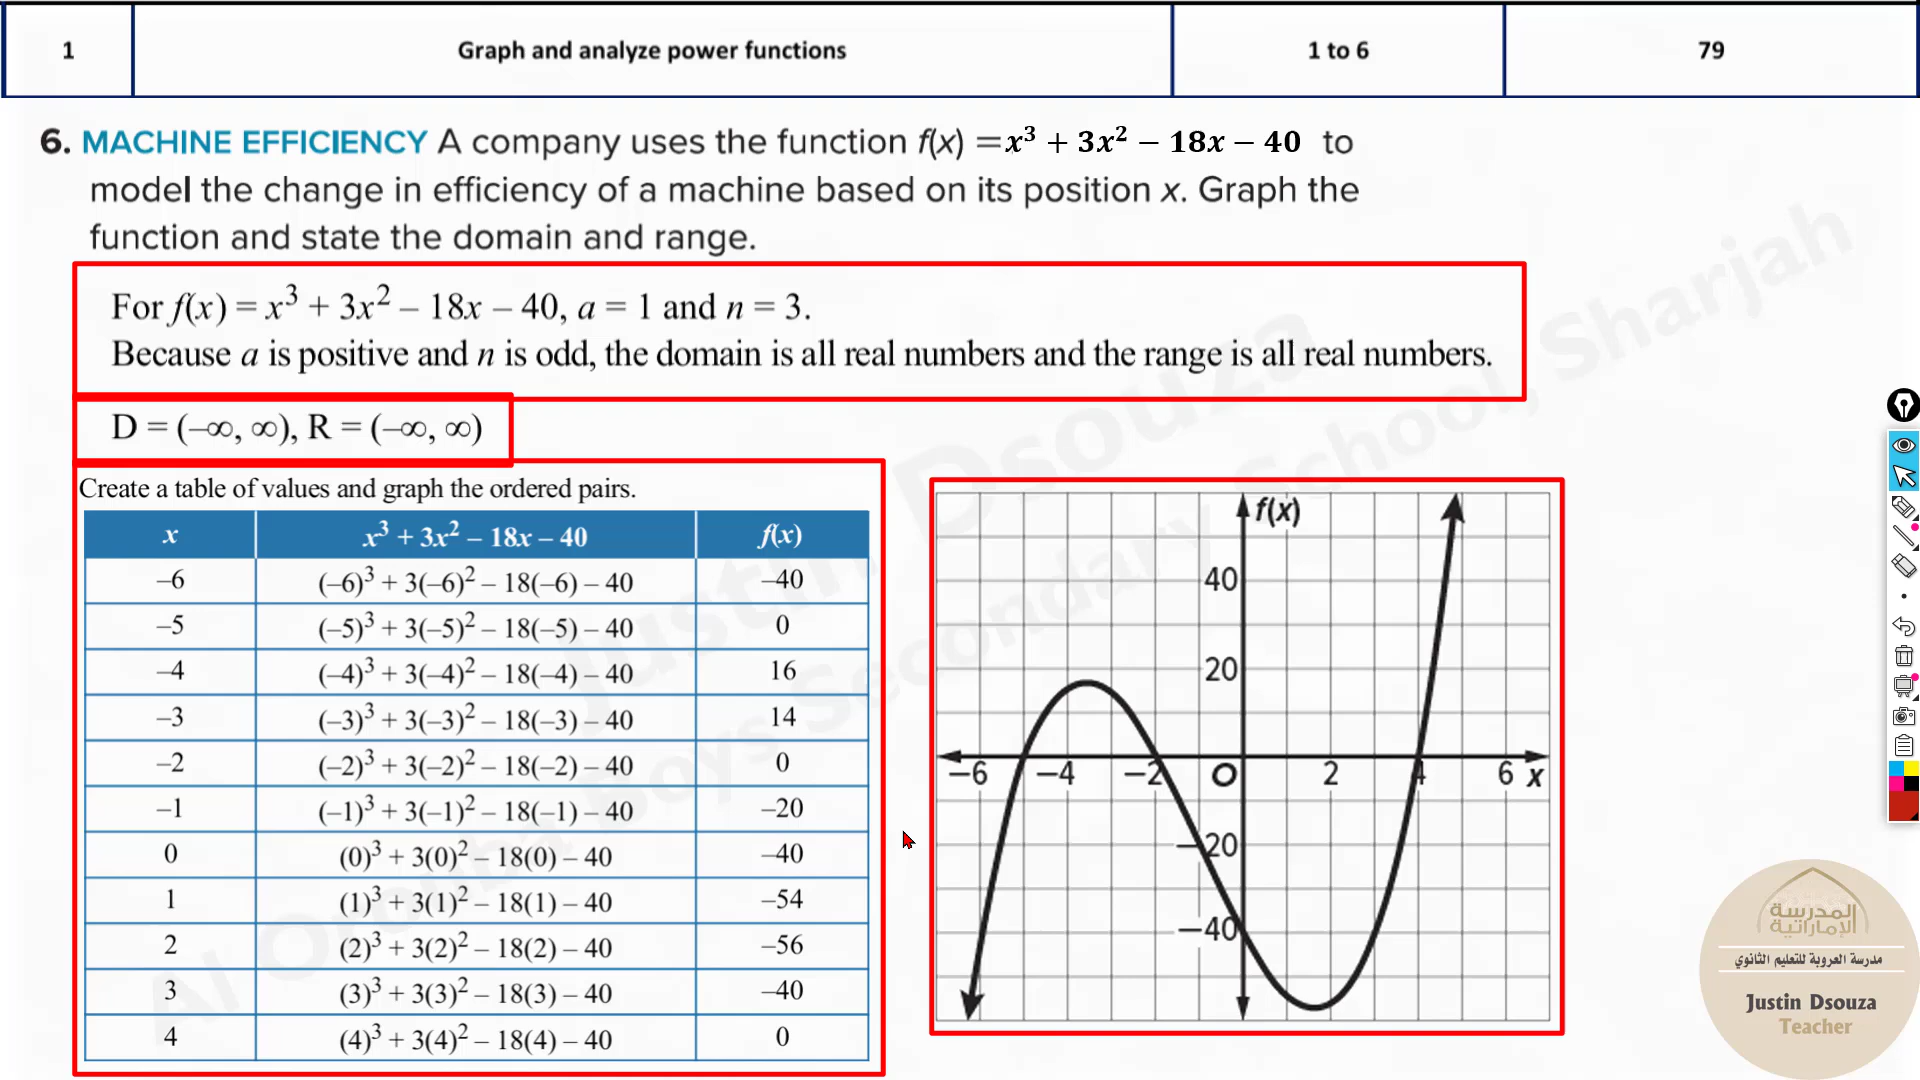 1 Graph and analyze power functions 1 to 6 79
6. MACHINE EFFICIENCY A company uses the function f(x) = x³ + 3x² − 18x − 40 to
model the change in efficiency of a machine based on its position x. Graph the
function and state the domain and range.
For f(x) = x³ + 3x² – 18x – 40, a = 1 and n = 3.
Because a is positive and n is odd, the domain is all real numbers and the range is all real numbers.
D = (–∞, ∞), R = (–∞, ∞)
Create a table of values and graph the ordered pairs.
x x³ + 3x² – 18x – 40 f(x)
–6 (–6)³ + 3(–6)² – 18(–6) – 40 –40
–5 (–5)³ + 3(–5)² – 18(–5) – 40 0
–4 (–4)³ + 3(–4)² – 18(–4) – 40 16
–3 (–3)³ + 3(–3)² – 18(–3) – 40 14
–2 (–2)³ + 3(–2)² – 18(–2) – 40 0
–1 (–1)³ + 3(–1)² – 18(–1) – 40 –20
0 (0)³ + 3(0)² – 18(0) – 40 –40
1 (1)³ + 3(1)² – 18(1) – 40 –54
2 (2)³ + 3(2)² – 18(2) – 40 –56
3 (3)³ + 3(3)² – 18(3) – 40 –40
4 (4)³ + 3(4)² – 18(4) – 40 0
f(x)
40
20
−6 −4 −2 O 2 4 6 x
−20
−40
Justin Dsouza
Al Orouba Boys Secondary School, Sharjah
المدرسة
الإماراتية
مدرسة العروبة للتعليم الثانوي
Justin Dsouza
Teacher